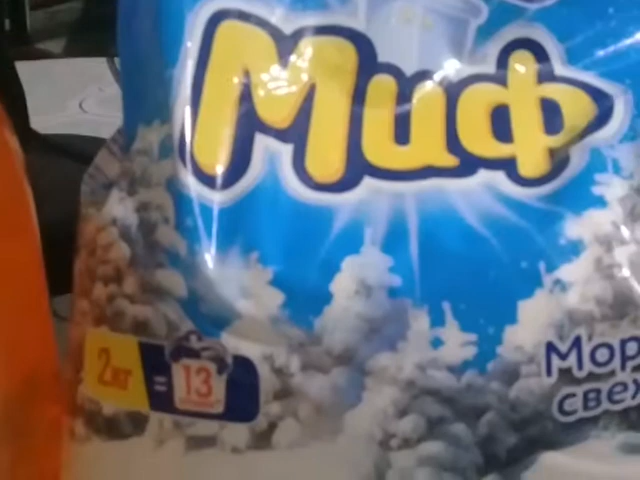 Миф
2кг = 13
Мор
свеж